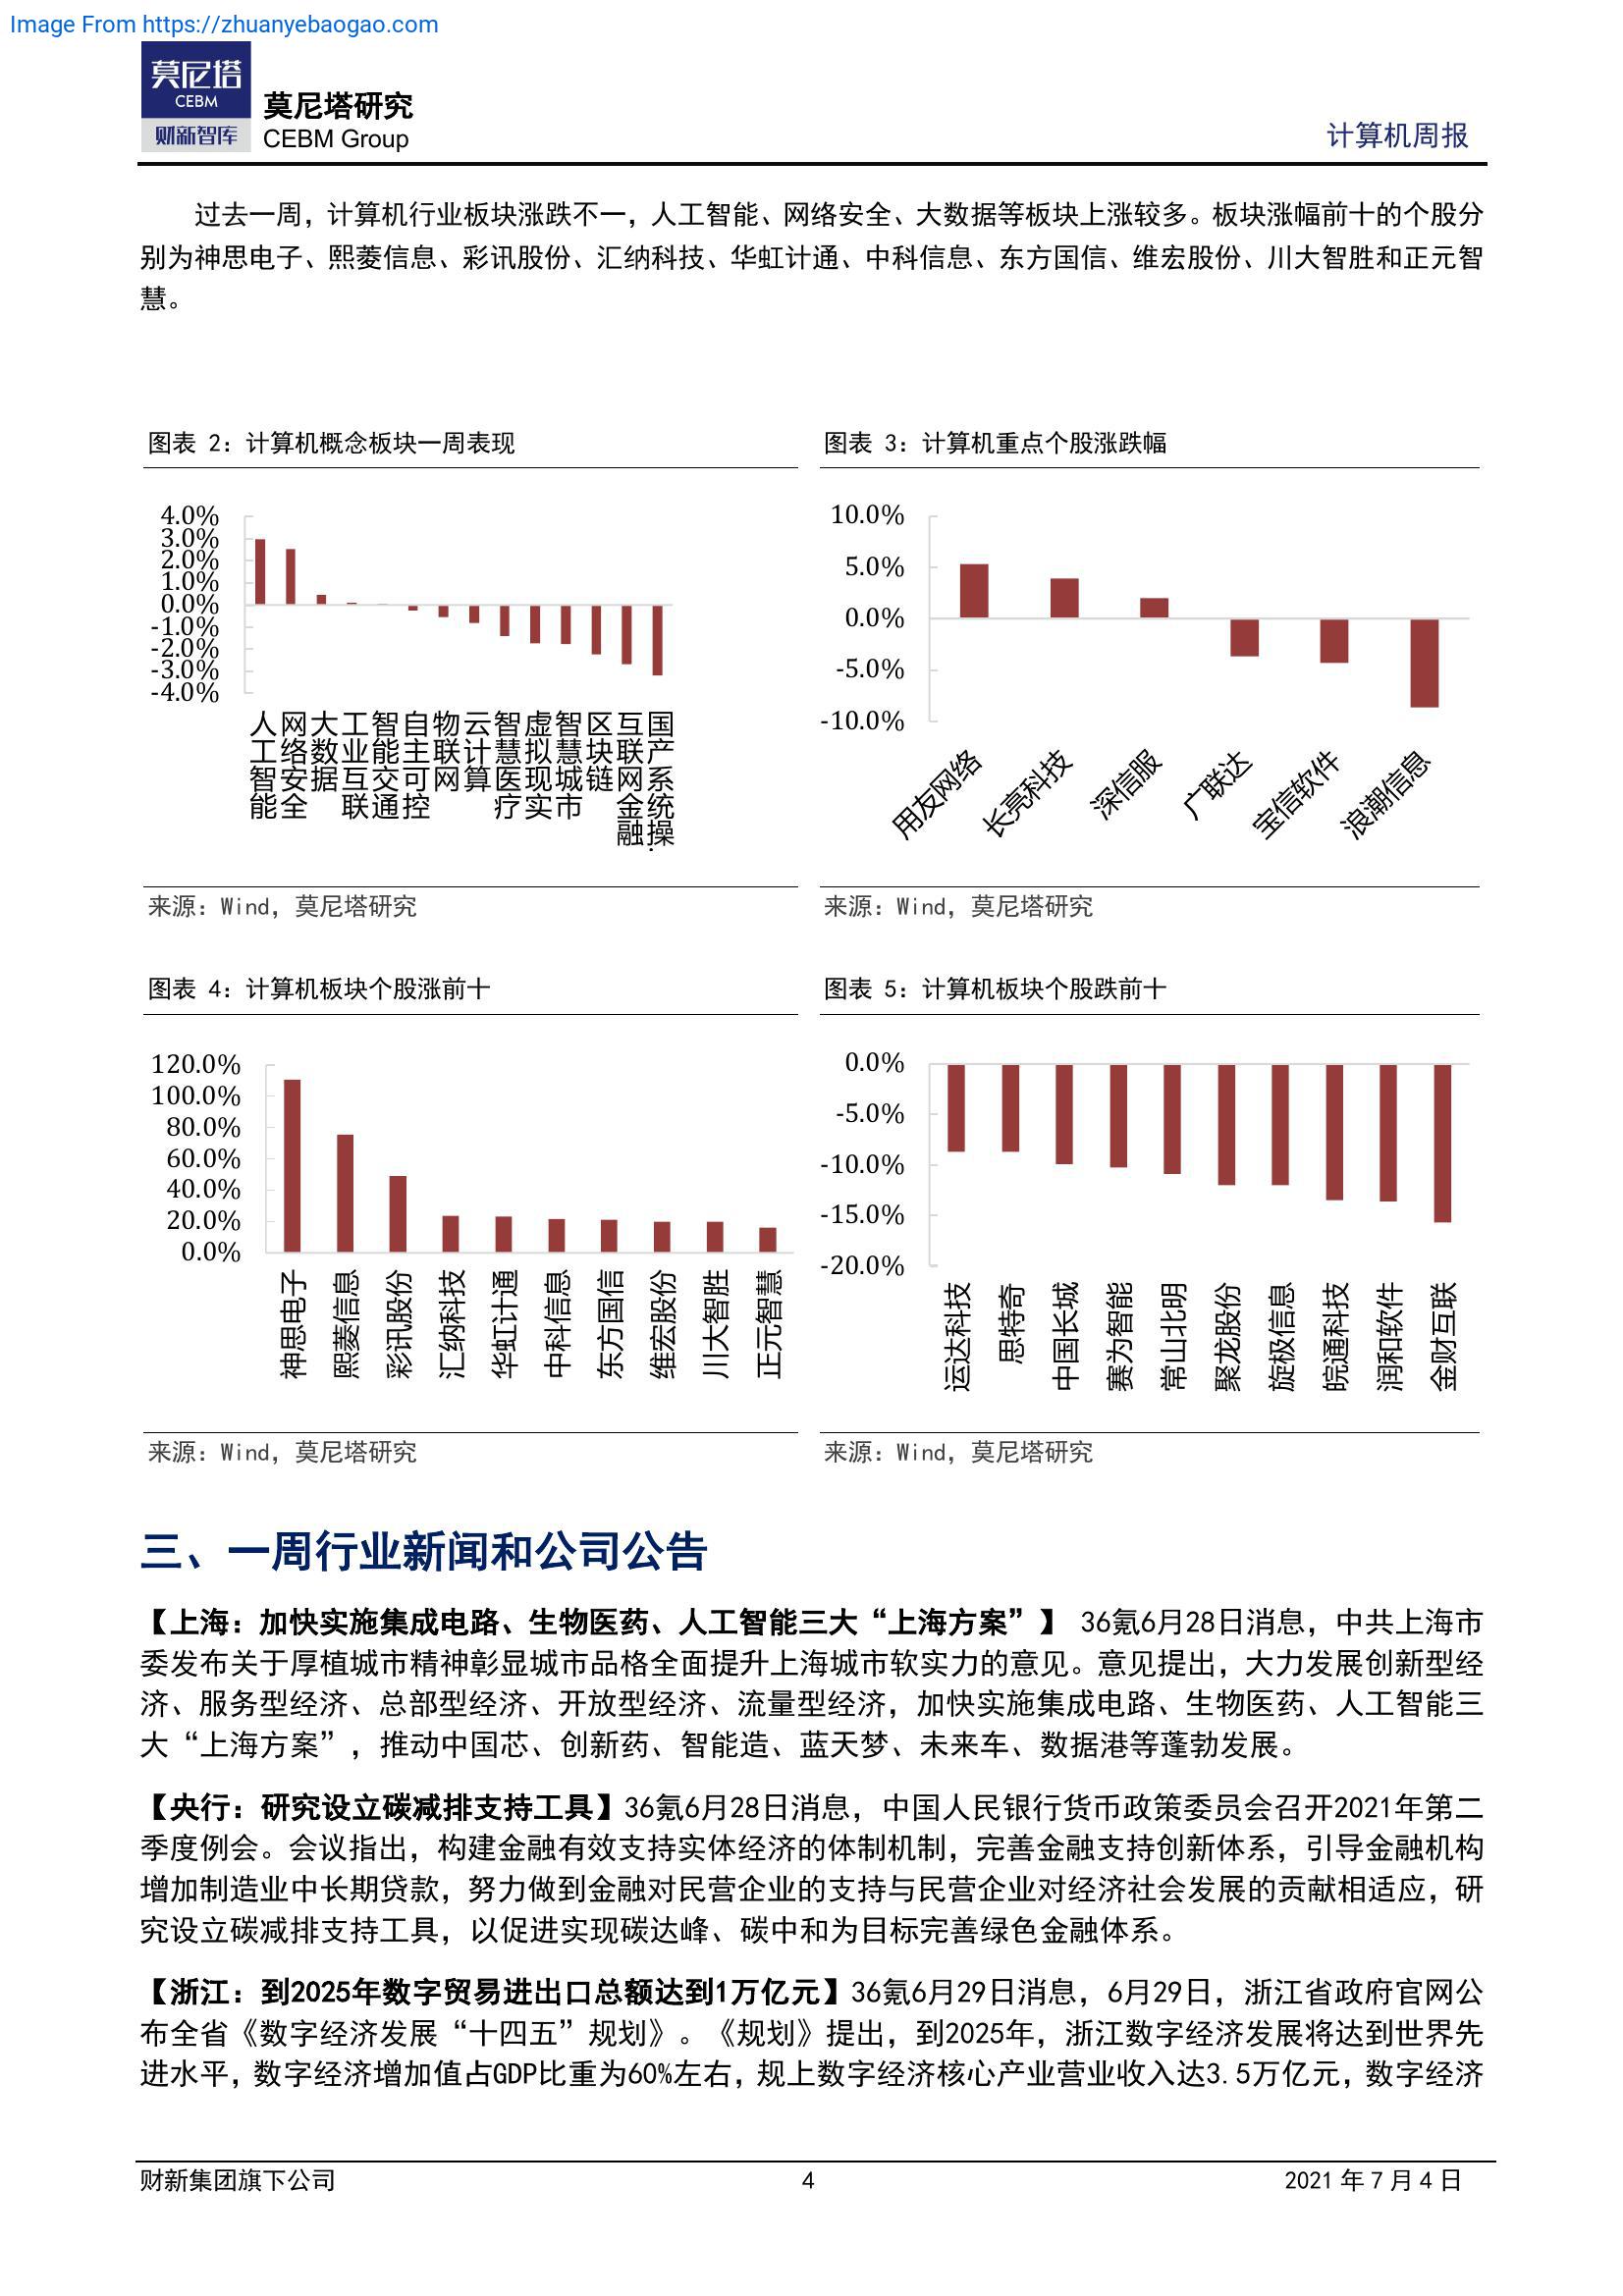 Image From https://zhuanyebaogao.com
莫尼塔
CEBM
财新智库
莫尼塔研究
CEBM Group
计算机周报
过去一周，计算机行业板块涨跌不一，人工智能、网络安全、大数据等板块上涨较多。板块涨幅前十的个股分
别为神思电子、熙菱信息、彩讯股份、汇纳科技、华虹计通、中科信息、东方国信、维宏股份、川大智胜和正元智
慧。
图表 2：计算机概念板块一周表现
4.0%
3.0%
2.0%
1.0%
0.0%
-1.0%
-2.0%
-3.0%
-4.0%
人工智能
网络安全
大数据
工业互联
智能交通
自主可控
物联网
云计算
智慧医疗
虚拟现实
智慧城市
区块链
互联网金融
国产系统操.
来源：Wind，莫尼塔研究
图表 3：计算机重点个股涨跌幅
10.0%
5.0%
0.0%
-5.0%
-10.0%
用友网络
长亮科技
深信服
广联达
宝信软件
浪潮信息
来源：Wind，莫尼塔研究
图表 4：计算机板块个股涨前十
120.0%
100.0%
80.0%
60.0%
40.0%
20.0%
0.0%
神思电子
熙菱信息
彩讯股份
汇纳科技
华虹计通
中科信息
东方国信
维宏股份
川大智胜
正元智慧
来源：Wind，莫尼塔研究
图表 5：计算机板块个股跌前十
0.0%
-5.0%
-10.0%
-15.0%
-20.0%
运达科技
思特奇
中国长城
赛为智能
常山北明
聚龙股份
旋极信息
皖通科技
润和软件
金财互联
来源：Wind，莫尼塔研究
三、一周行业新闻和公司公告
【上海：加快实施集成电路、生物医药、人工智能三大“上海方案”】 36氪6月28日消息，中共上海市
委发布关于厚植城市精神彰显城市品格全面提升上海城市软实力的意见。意见提出，大力发展创新型经
济、服务型经济、总部型经济、开放型经济、流量型经济，加快实施集成电路、生物医药、人工智能三
大“上海方案”，推动中国芯、创新药、智能造、蓝天梦、未来车、数据港等蓬勃发展。
【央行：研究设立碳减排支持工具】36氪6月28日消息，中国人民银行货币政策委员会召开2021年第二
季度例会。会议指出，构建金融有效支持实体经济的体制机制，完善金融支持创新体系，引导金融机构
增加制造业中长期贷款，努力做到金融对民营企业的支持与民营企业对经济社会发展的贡献相适应，研
究设立碳减排支持工具，以促进实现碳达峰、碳中和为目标完善绿色金融体系。
【浙江：到2025年数字贸易进出口总额达到1万亿元】36氪6月29日消息，6月29日，浙江省政府官网公
布全省《数字经济发展“十四五”规划》。《规划》提出，到2025年，浙江数字经济发展将达到世界先
进水平，数字经济增加值占GDP比重为60%左右，规上数字经济核心产业营业收入达3.5万亿元，数字经济
财新集团旗下公司
4
2021 年 7 月 4 日